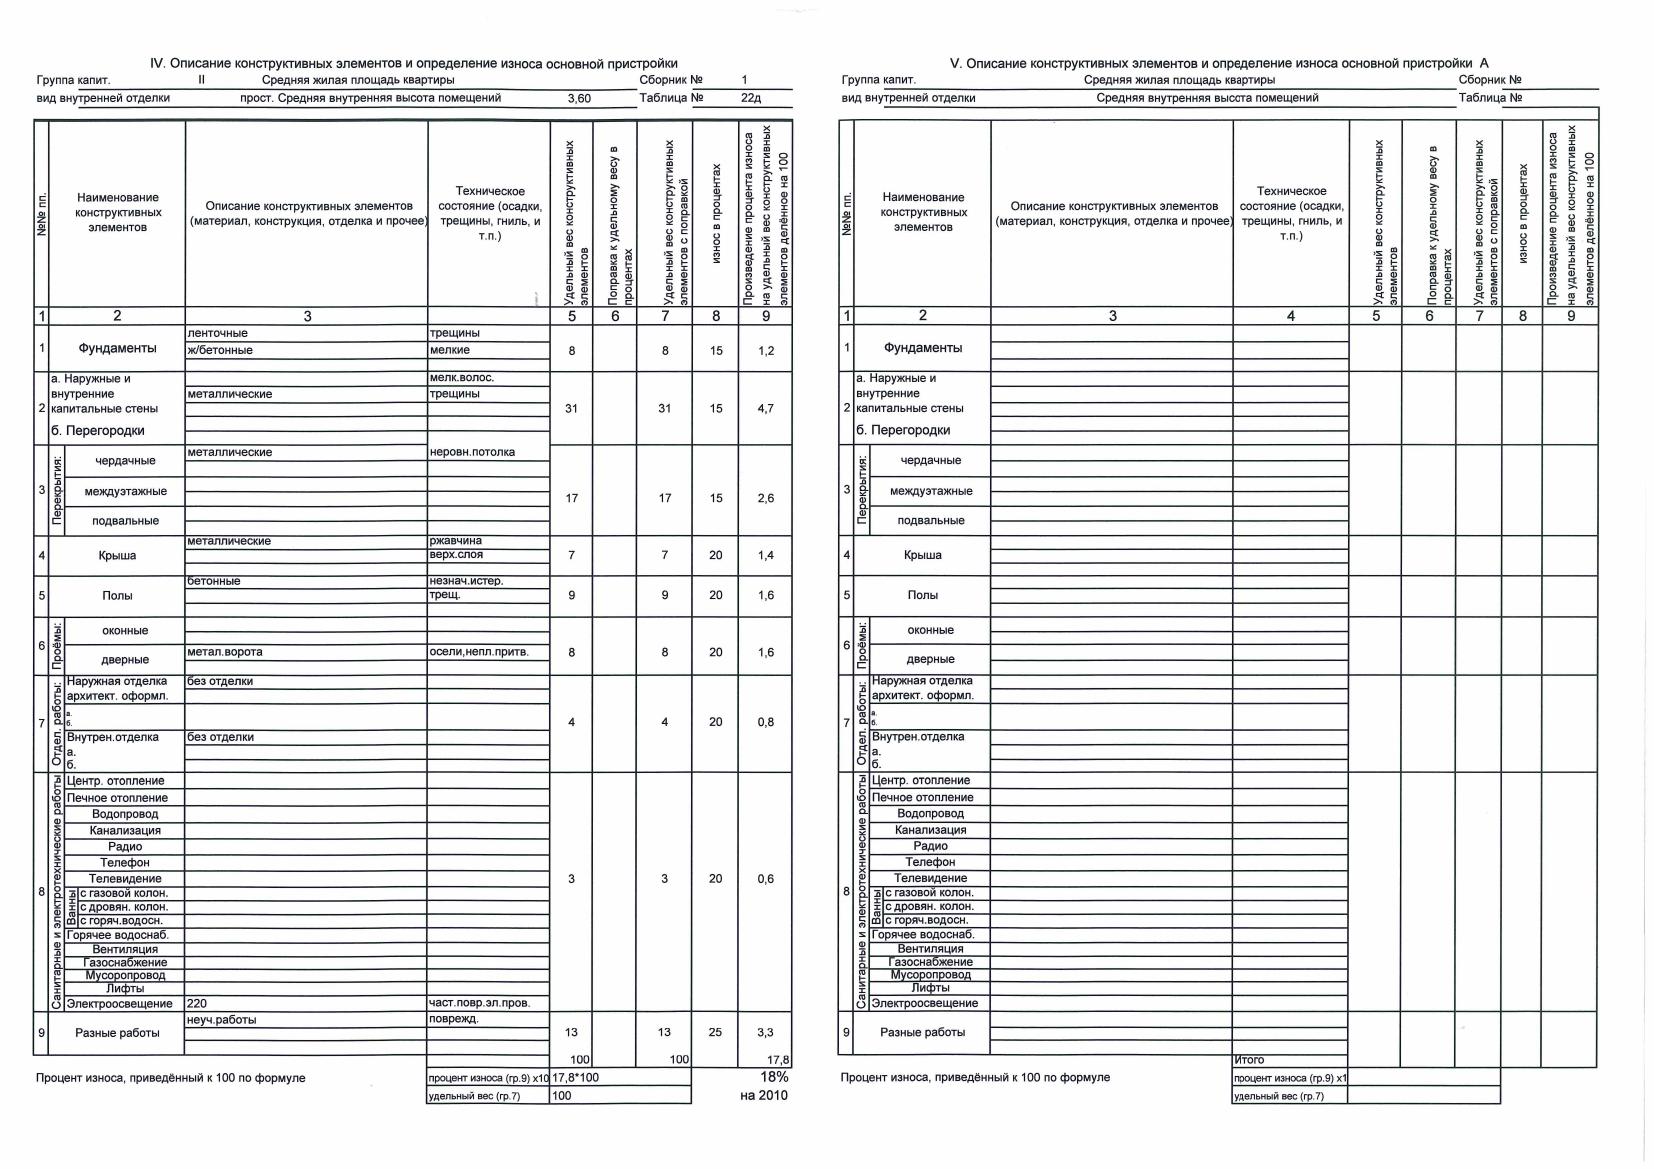 IV. Описание конструктивных элементов и определение износа основной пристройки
Группа капит. II Средняя жилая площадь квартиры Сборник № 1
вид внутренней отделки прост. Средняя внутренняя высота помещений 3,60 Таблица № 22д
№№ пп.
Наименование конструктивных элементов
Описание конструктивных элементов (материал, конструкция, отделка и прочее)
Техническое состояние (осадки, трещины, гниль, и т.п.)
Удельный вес конструктивных элементов
Поправка к удельному весу в процентах
Удельный вес конструктивных элементов с поправкой
износ в процентах
Произведение процента износа на удельный вес конструктивных элементов делённое на 100
1 2 3 5 6 7 8 9
ленточные трещины
1 Фундаменты ж/бетонные мелкие 8 8 15 1,2
а. Наружные и мелк.волос.
внутренние металлические трещины
2 капитальные стены 31 31 15 4,7
б. Перегородки
Перекрытия:
чердачные металлические неровн.потолка
3 междуэтажные 17 17 15 2,6
подвальные
металлические ржавчина
4 Крыша верх.слоя 7 7 20 1,4
бетонные незнач.истер.
5 Полы трещ. 9 9 20 1,6
Проёмы:
оконные
6 дверные метал.ворота осели,непл.притв. 8 8 20 1,6
Отдел. работы:
Наружная отделка без отделки
архитект. оформл.
а.
7 б. 4 4 20 0,8
Внутрен.отделка без отделки
а.
б.
Санитарные и электротехнические работы
Центр. отопление
Печное отопление
Водопровод
Канализация
Радио
Телефон
Телевидение 3 3 20 0,6
8 Ванны с газовой колон.
с дровян. колон.
с горяч.водосн.
Горячее водоснаб.
Вентиляция
Газоснабжение
Мусоропровод
Лифты
Электроосвещение 220 част.повр.эл.пров.
неуч.работы поврежд.
9 Разные работы 13 13 25 3,3
100 100 17,8
Процент износа, приведённый к 100 по формуле процент износа (гр.9) х10 17,8*100 18%
удельный вес (гр.7) 100 на 2010
V. Описание конструктивных элементов и определение износа основной пристройки А
Группа капит. Средняя жилая площадь квартиры Сборник №
вид внутренней отделки Средняя внутренняя высста помещений Таблица №
№№ пп.
Наименование конструктивных элементов
Описание конструктивных элементов (материал, конструкция, отделка и прочее)
Техническое состояние (осадки, трещины, гниль, и т.п.)
Удельный вес конструктивных элементов
Поправка к удельному весу в процентах
Удельный вес конструктивных элементов с поправкой
износ в процентах
Произведение процента износа на удельный вес конструктивных элементов делённое на 100
1 2 3 4 5 6 7 8 9
1 Фундаменты
а. Наружные и
внутренние
2 капитальные стены
б. Перегородки
Перекрытия:
чердачные
3 междуэтажные
подвальные
4 Крыша
5 Полы
Проёмы:
оконные
6 дверные
Отдел. работы:
Наружная отделка
архитект. оформл.
а.
7 б.
Внутрен.отделка
а.
б.
Санитарные и электротехнические работы
Центр. отопление
Печное отопление
Водопровод
Канализация
Радио
Телефон
Телевидение
8 Ванны с газовой колон.
с дровян. колон.
с горяч.водосн.
Горячее водоснаб.
Вентиляция
Газоснабжение
Мусоропровод
Лифты
Электроосвещение
9 Разные работы
Итого
Процент износа, приведённый к 100 по формуле процент износа (гр.9) х1
удельный вес (гр.7)